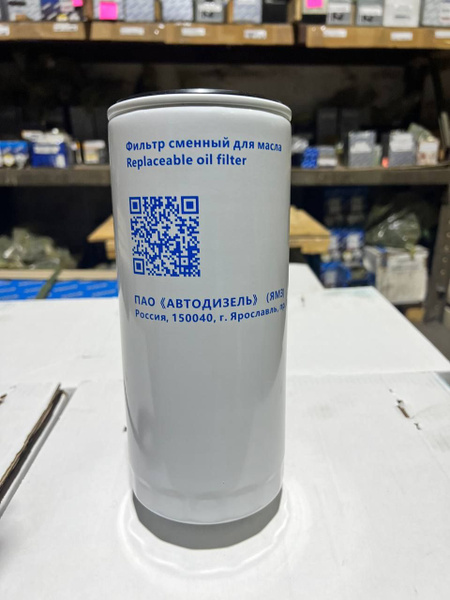 Фильтр сменный для масла
Replaceable oil filter
ПАО《АВТОДИЗЕЛЬ》 (ЯМЗ)
Россия, 150040, г. Ярославль,